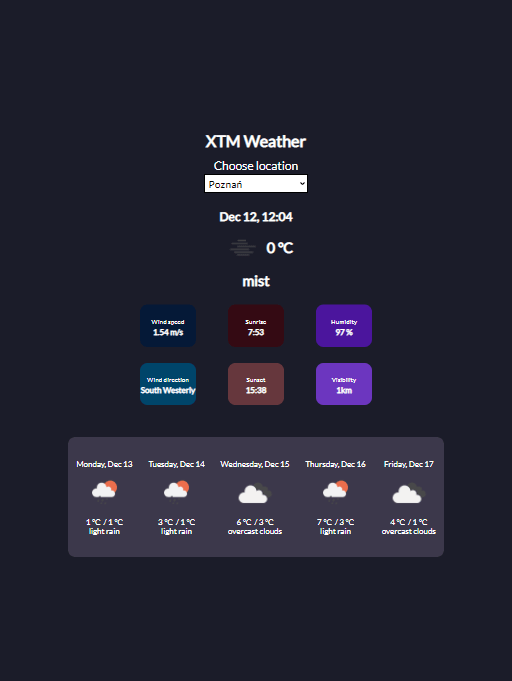 XTM Weather
Choose location
Poznań
Dec 12, 12:04
0 °C
mist
Wind speed
1.54 m/s
Sunrise
7:53
Humidity
97 %
Wind direction
South Westerly
Sunset
15:38
Visibility
1km
Monday, Dec 13
1 °C / 1 °C
light rain
Tuesday, Dec 14
3 °C / 1 °C
light rain
Wednesday, Dec 15
6 °C / 3 °C
overcast clouds
Thursday, Dec 16
7 °C / 3 °C
light rain
Friday, Dec 17
4 °C / 1 °C
overcast clouds